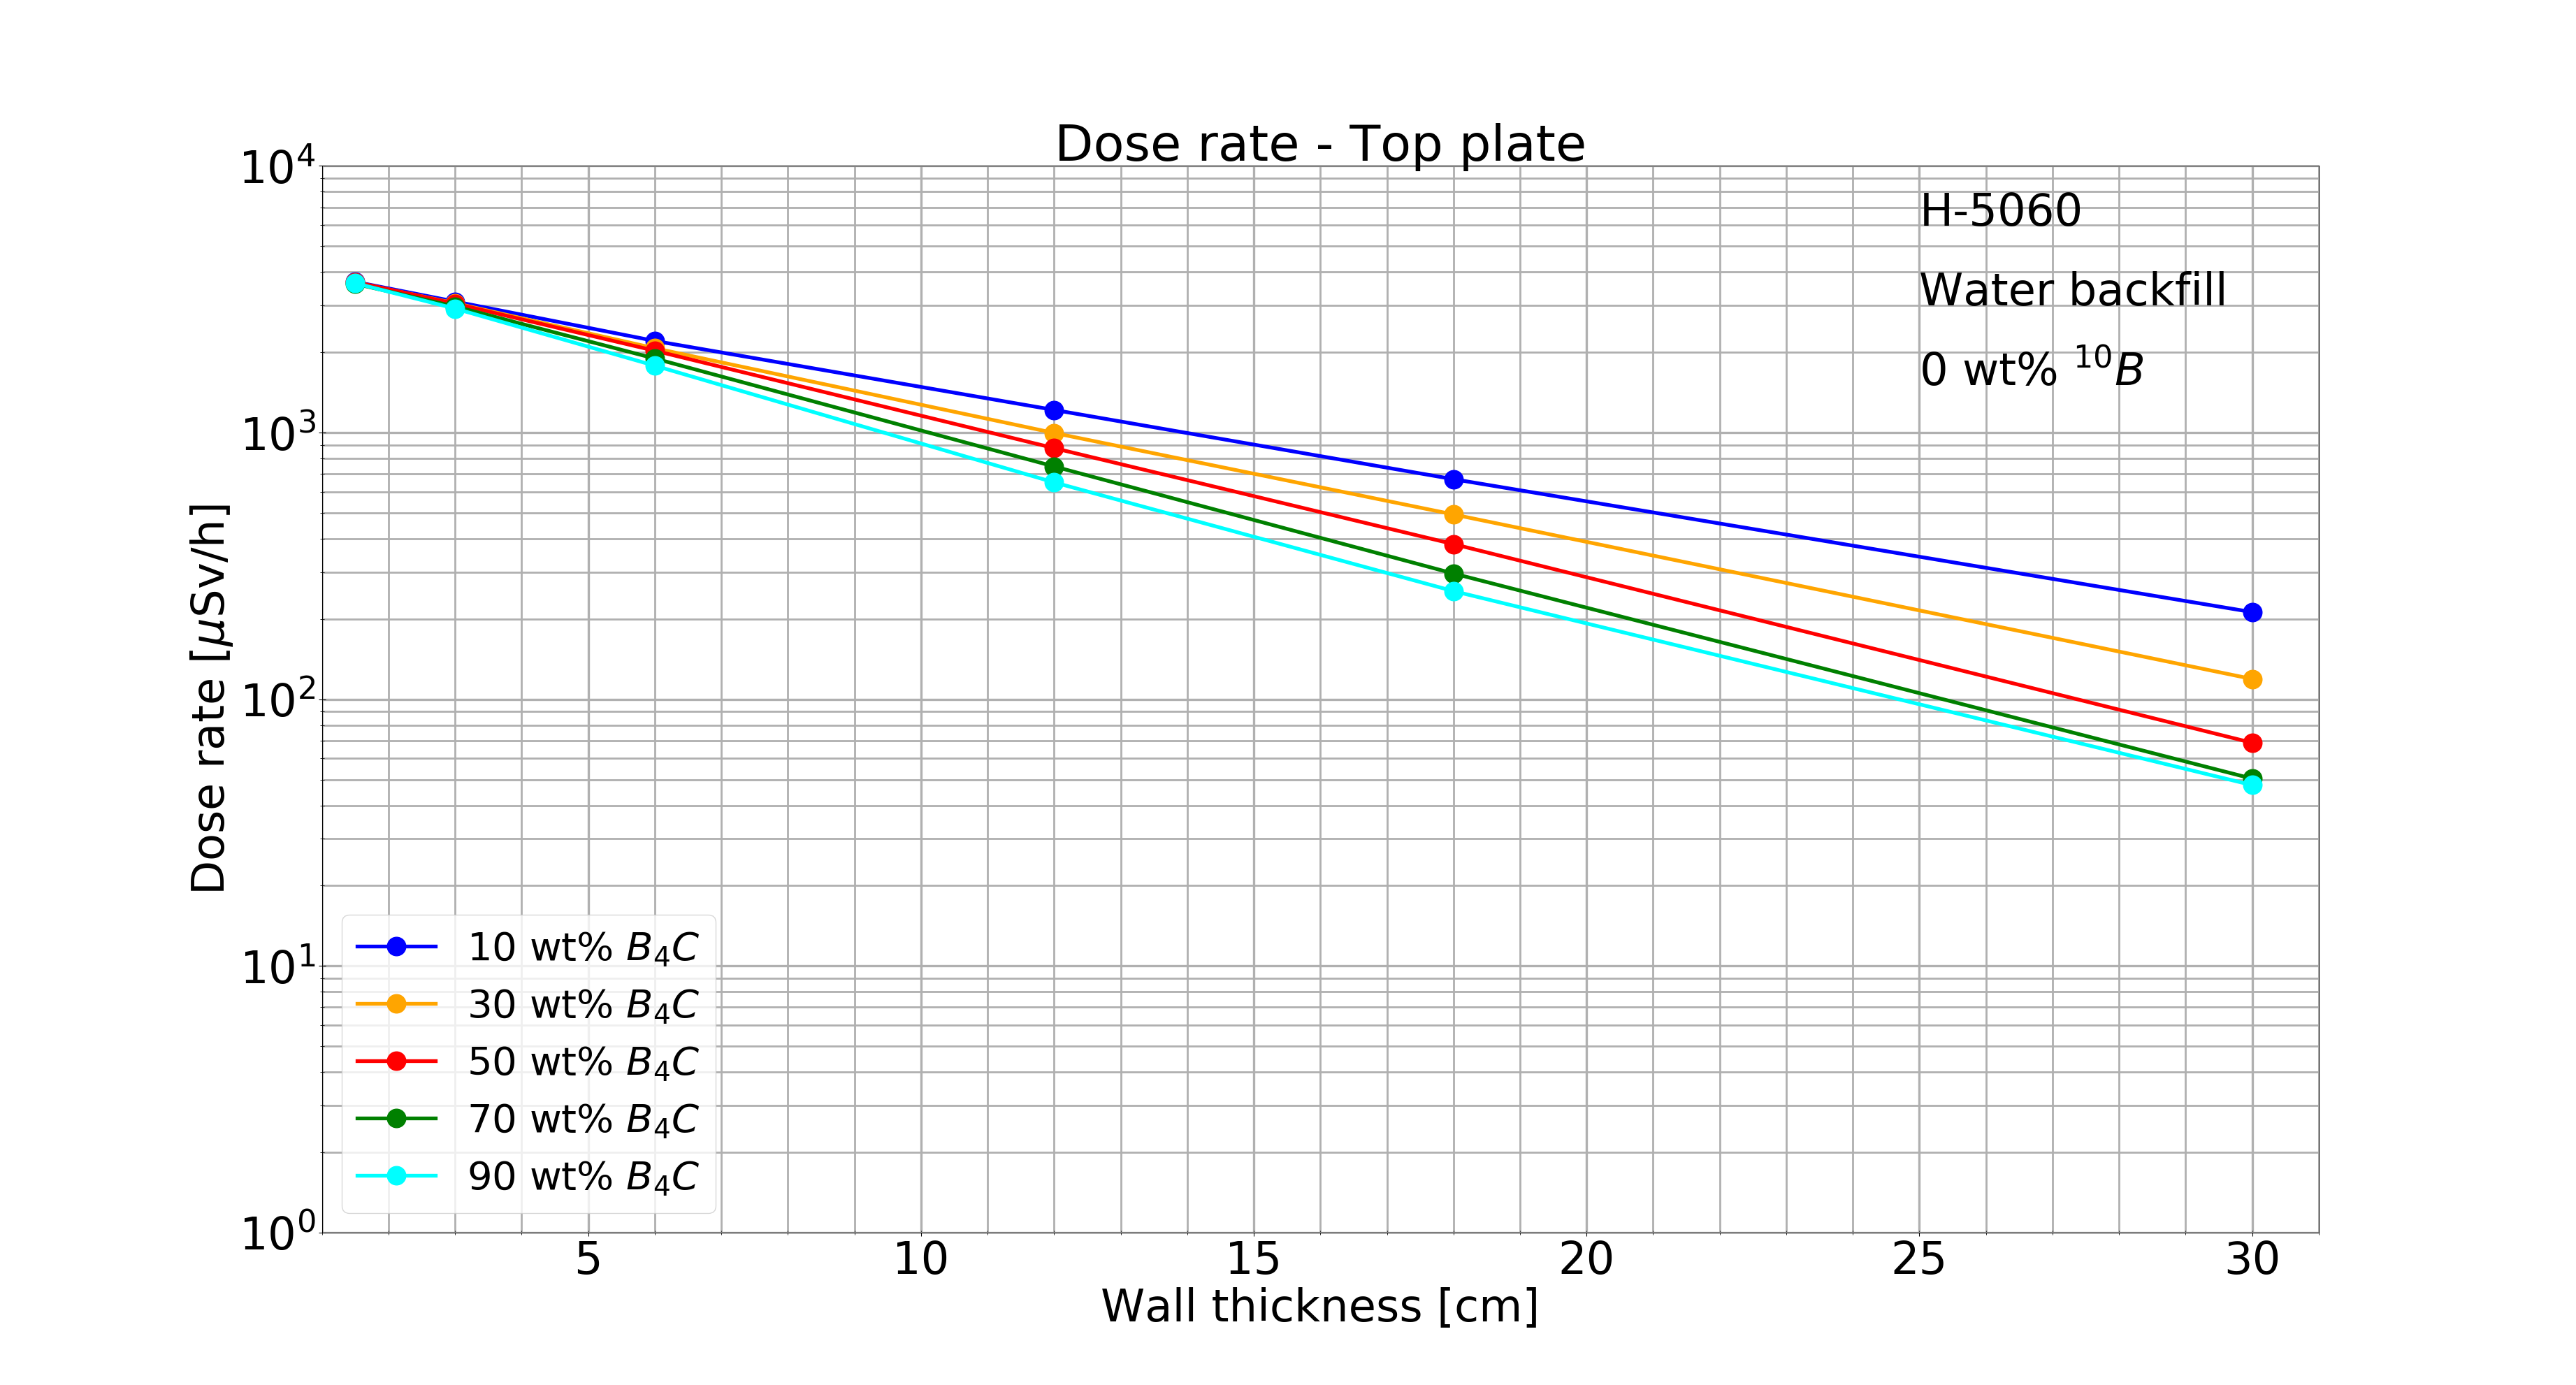 Dose rate - Top plate
H-5060
Water backfill
0 wt% ¹⁰B
Dose rate [μSv/h]
10⁴
10³
10²
10¹
10⁰
10 wt% B₄C
30 wt% B₄C
50 wt% B₄C
70 wt% B₄C
90 wt% B₄C
5 10 15 20 25 30
Wall thickness [cm]